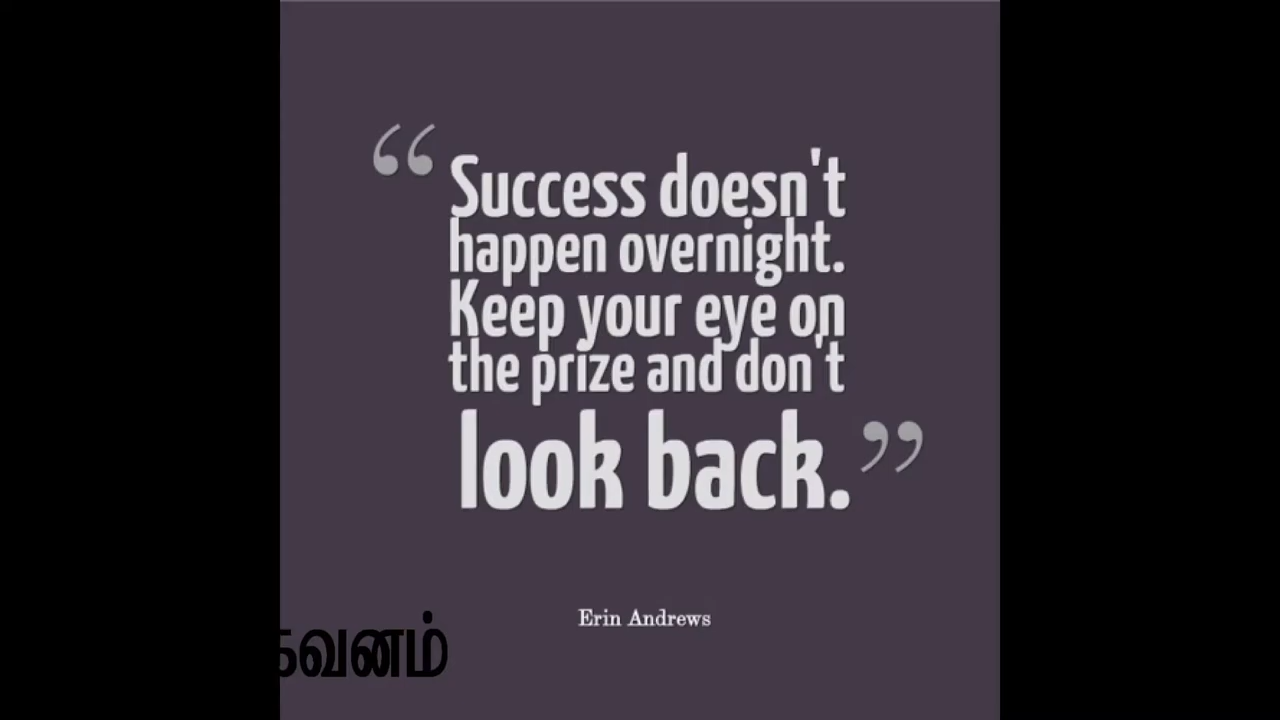 “Success doesn't
happen overnight.
Keep your eye on
the prize and don't
look back.”
Erin Andrews
கவனம்